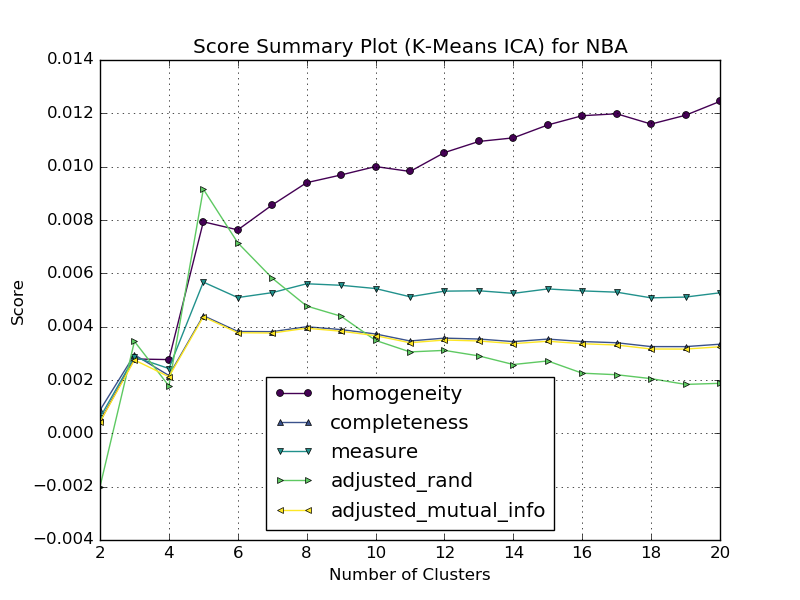 Score Summary Plot (K-Means ICA) for NBA
0.014
0.012
0.010
0.008
0.006
0.004
0.002
0.000
−0.002
−0.004
Score
homogeneity
completeness
measure
adjusted_rand
adjusted_mutual_info
2 4 6 8 10 12 14 16 18 20
Number of Clusters